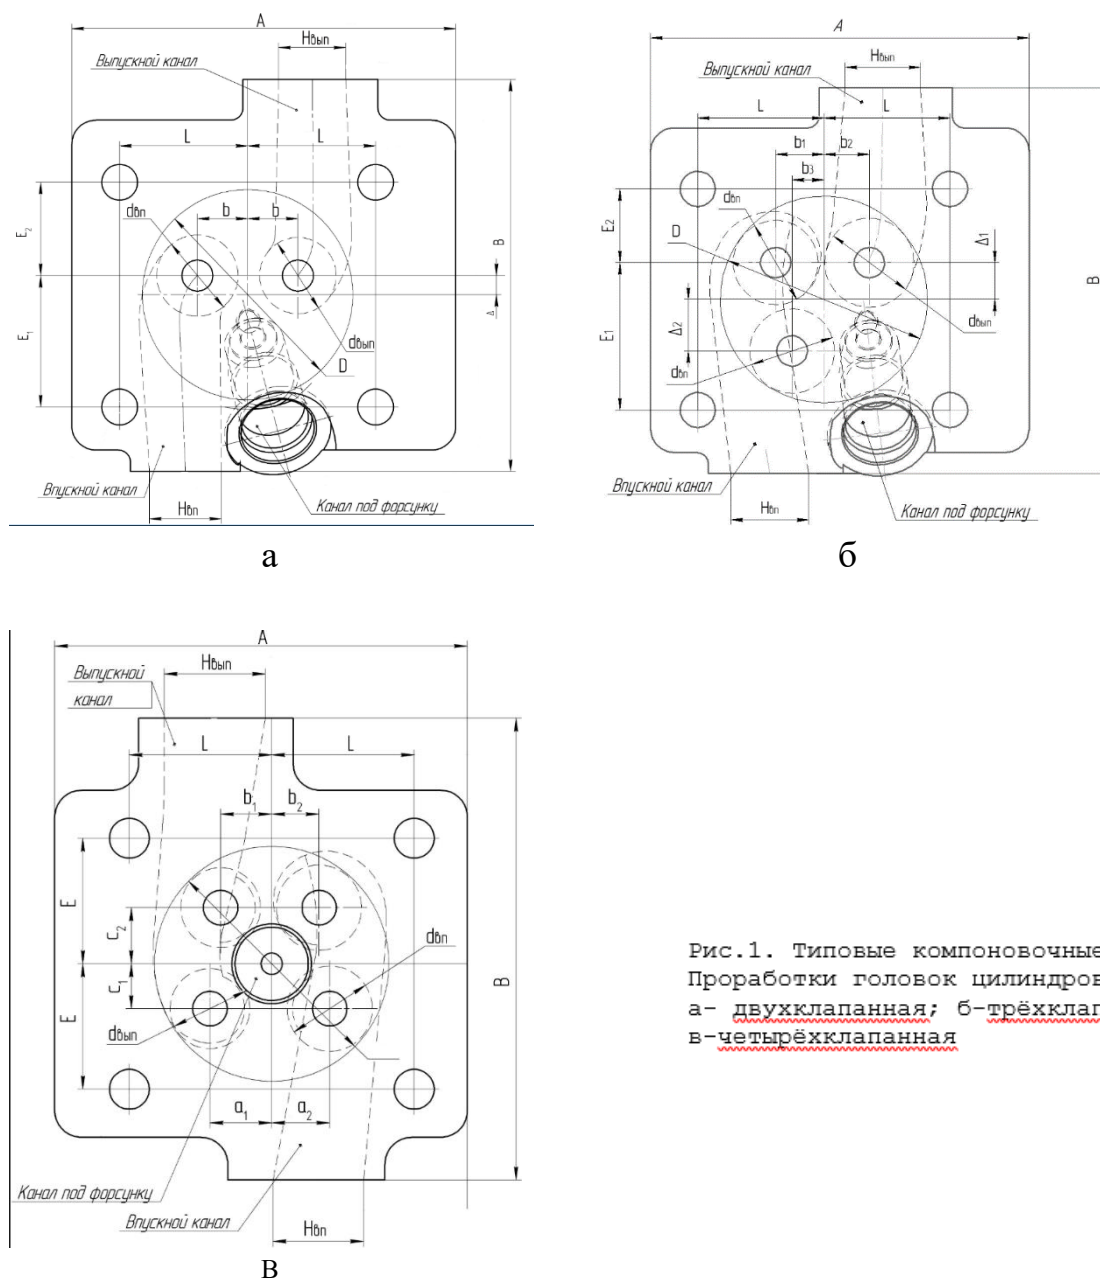 A
Hвып
Выпускной канал
L
L
dвп
b
b
E₂
B
Δ
E₁
dвып
D
Впускной канал
Hвп
Канал под форсунку
а
A
Hвып
Выпускной канал
L
L
b₁
b₂
b₃
dвп
E2
D
Δ1
B
E1
Δ2
dвып
dвп
Впускной канал
Hвп
Канал под форсунку
б
A
Hвып
Выпускной
канал
L
L
b₁
b₂
E
C₂
dвп
B
C₁
E
dвып
a₁
a₂
Канал под форсунку
Впускной канал
Hвп
в
Рис.1. Типовые компоновочные
Проработки головок цилиндров
а- двухклапанная; б-трёхклап
в-четырёхклапанная